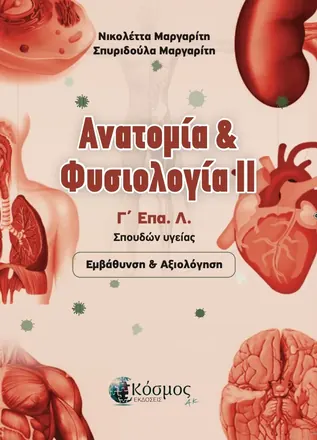 Νικολέττα Μαργαρίτη
Σπυριδούλα Μαργαρίτη
Ανατομία &
Φυσιολογία ΙΙ
Γ΄ Επα. Λ.
Σπουδών υγείας
Εμβάθυνση & Αξιολόγηση
Κόσμος
ΕΚΔΟΣΕΙΣ
Α.Κ.